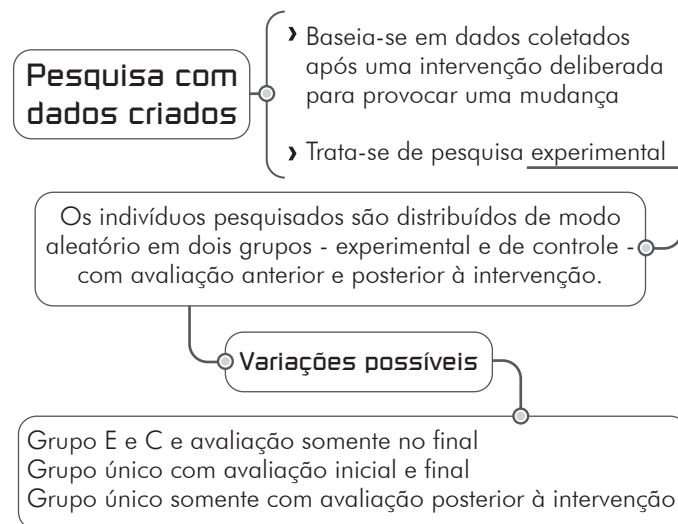 Pesquisa com
dados criados
❯ Baseia-se em dados coletados
após uma intervenção deliberada
para provocar uma mudança
❯ Trata-se de pesquisa experimental
Os indivíduos pesquisados são distribuídos de modo
aleatório em dois grupos - experimental e de controle -
com avaliação anterior e posterior à intervenção.
Variações possíveis
Grupo E e C e avaliação somente no final
Grupo único com avaliação inicial e final
Grupo único somente com avaliação posterior à intervenção